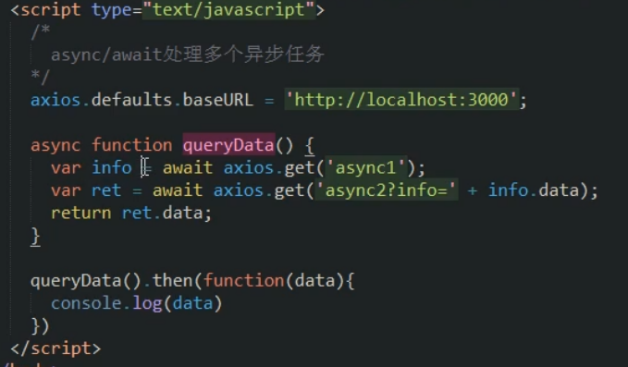 <script type="text/javascript">
/*
async/await处理多个异步任务
*/
axios.defaults.baseURL = 'http://localhost:3000';
async function queryData() {
var info = await axios.get('async1');
var ret = await axios.get('async2?info=' + info.data);
return ret.data;
}
queryData().then(function(data){
console.log(data)
})
</script>